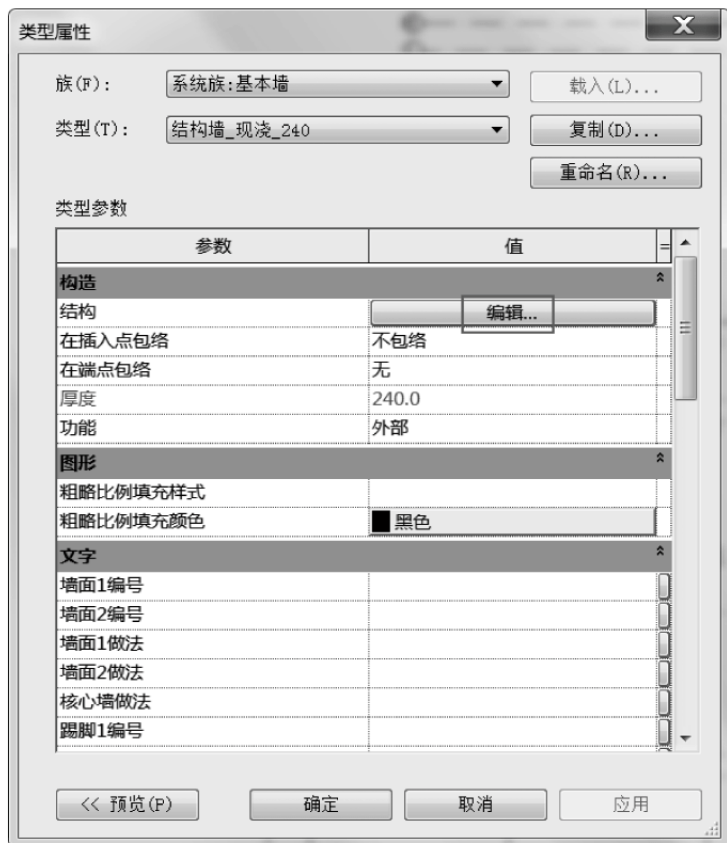 类型属性
族(F): 系统族:基本墙 载入(L)...
类型(T): 结构墙_现浇_240 复制(D)...
重命名(R)...
类型参数
参数 值 =
构造
结构 编辑...
在插入点包络 不包络
在端点包络 无
厚度 240.0
功能 外部
图形
粗略比例填充样式
粗略比例填充颜色 黑色
文字
墙面1编号
墙面2编号
墙面1做法
墙面2做法
核心墙做法
踢脚1编号
<< 预览(P) 确定 取消 应用